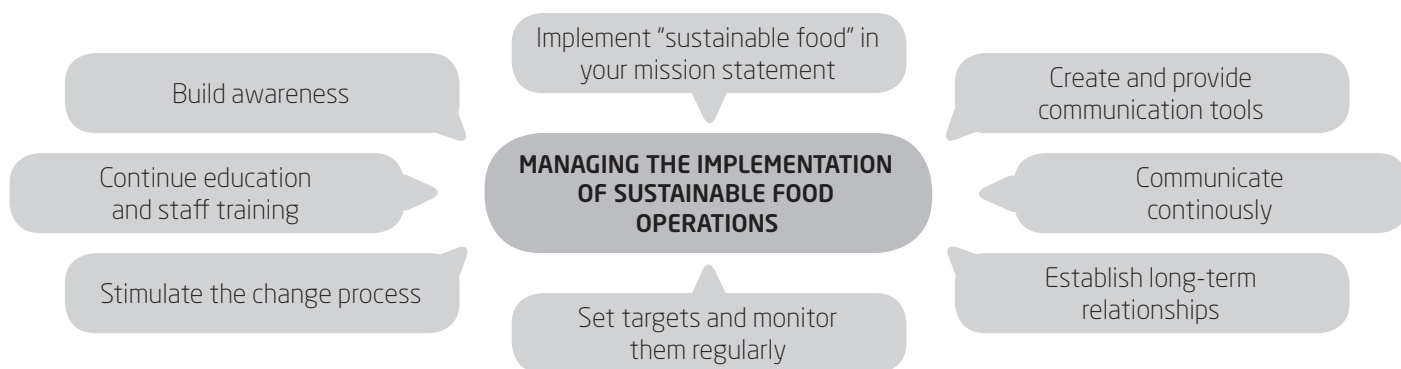 Implement “sustainable food” in
your mission statement
Build awareness
Create and provide
communication tools
MANAGING THE IMPLEMENTATION
OF SUSTAINABLE FOOD
OPERATIONS
Continue education
and staff training
Communicate
continously
Stimulate the change process
Establish long-term
relationships
Set targets and monitor
them regularly